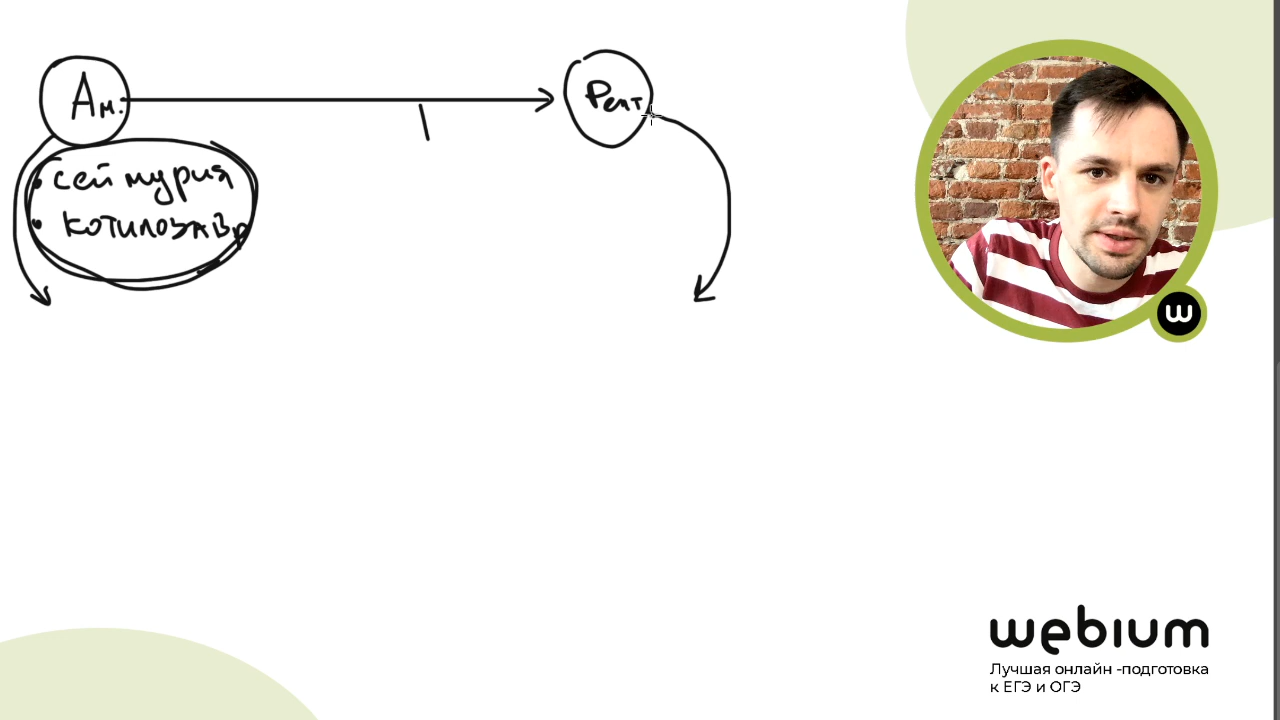 Ам.
Репт.
• сеймурия
• котилозавр
w
webium
Лучшая онлайн -подготовка
к ЕГЭ и ОГЭ